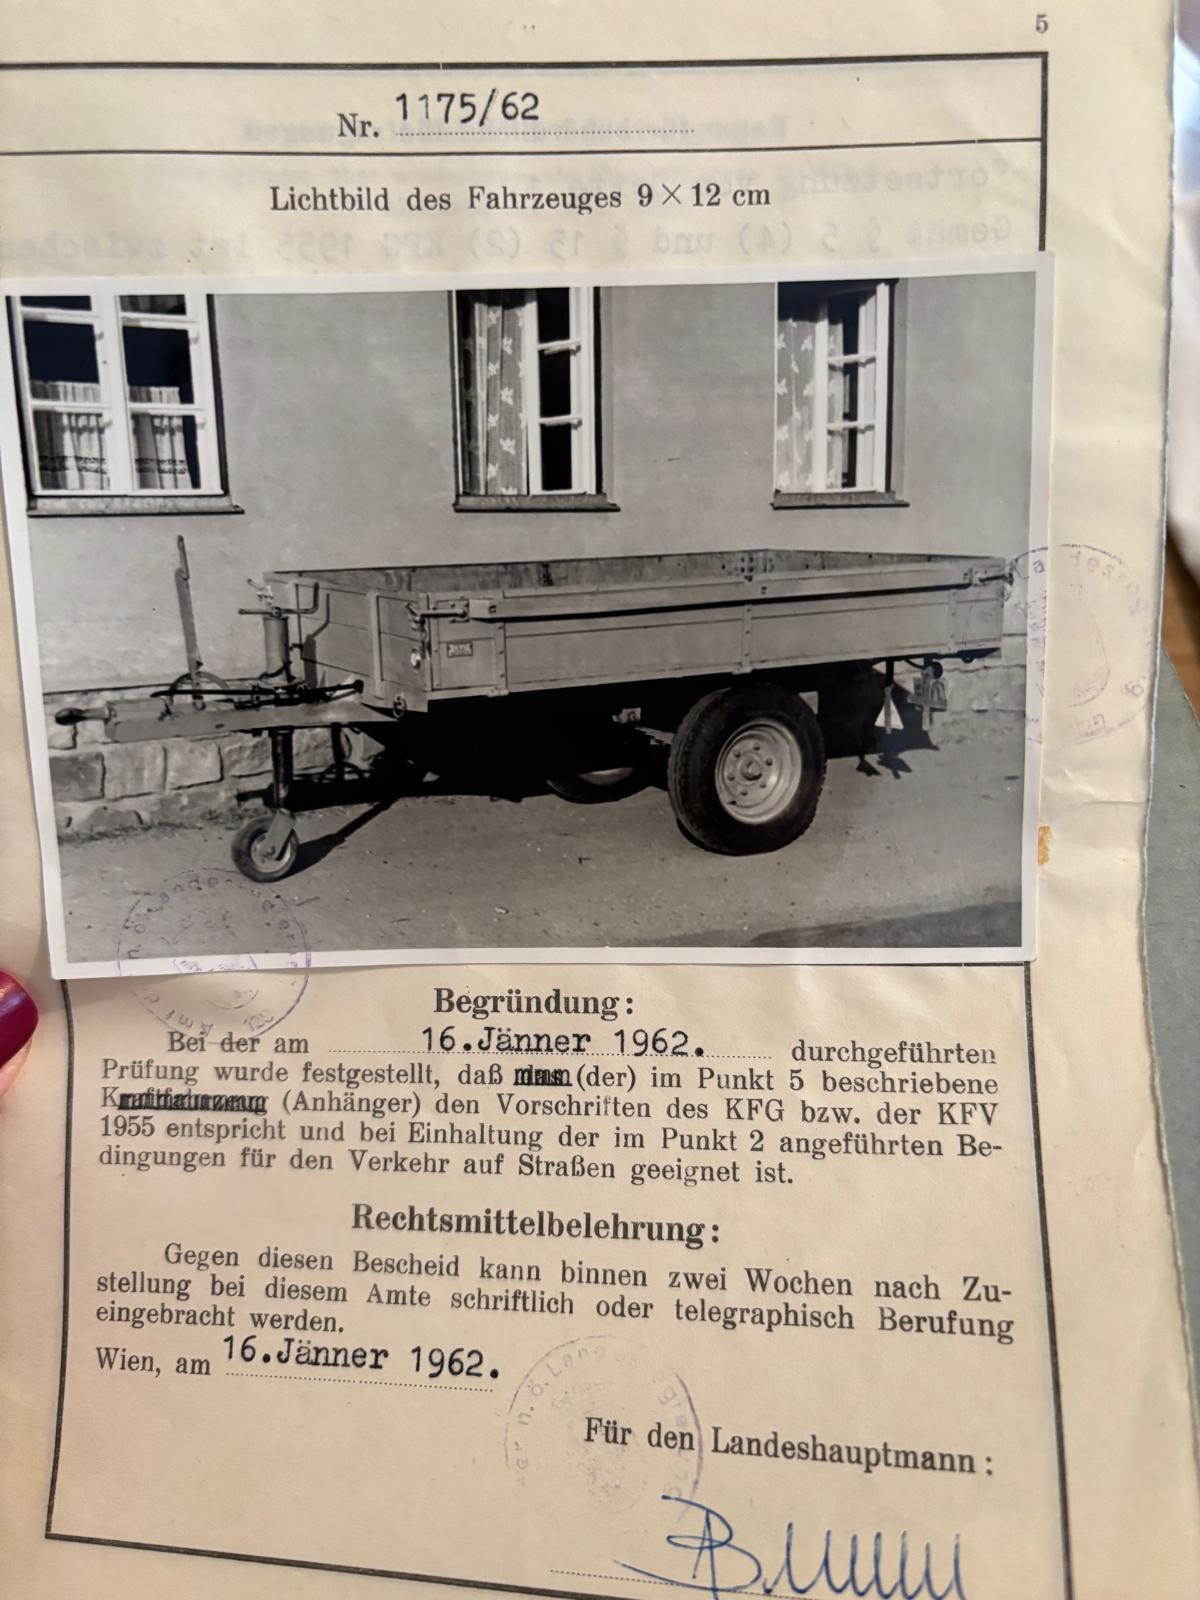 5
Nr. 1175/62
Lichtbild des Fahrzeuges 9 × 12 cm
Begründung:
Bei der am 16.Jänner 1962. durchgeführten
Prüfung wurde festgestellt, daß (der) im Punkt 5 beschriebene
(Anhänger) den Vorschriften des KFG bzw. der KFV
1955 entspricht und bei Einhaltung der im Punkt 2 angeführten Be-
dingungen für den Verkehr auf Straßen geeignet ist.
Rechtsmittelbelehrung:
Gegen diesen Bescheid kann binnen zwei Wochen nach Zu-
stellung bei diesem Amte schriftlich oder telegraphisch Berufung
eingebracht werden.
Wien, am 16.Jänner 1962.
Für den Landeshauptmann: